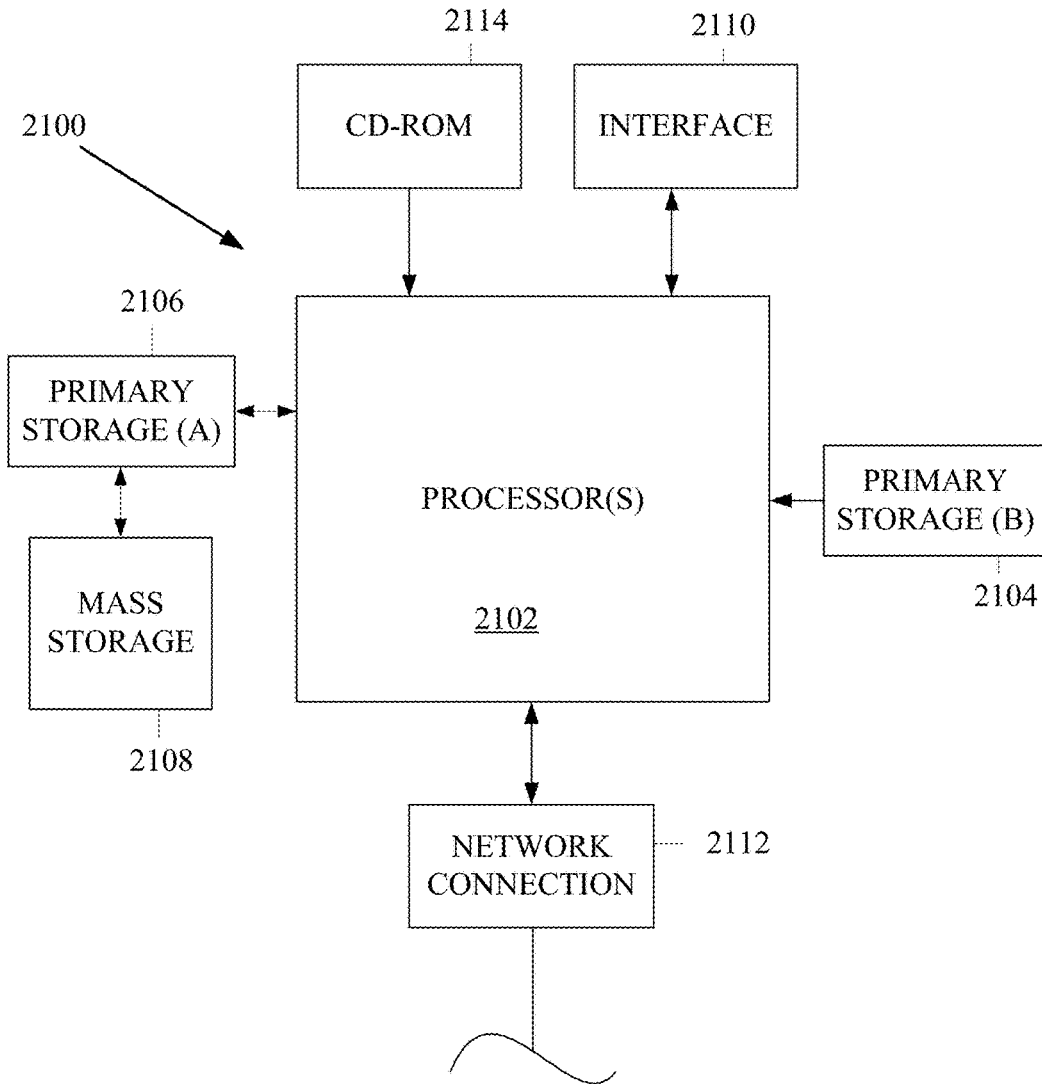 2114
2110
CD-ROM
INTERFACE
2100
2106
PRIMARY
STORAGE (A)
PROCESSOR(S)
PRIMARY
STORAGE (B)
2102
2104
MASS
STORAGE
2108
NETWORK
CONNECTION
2112